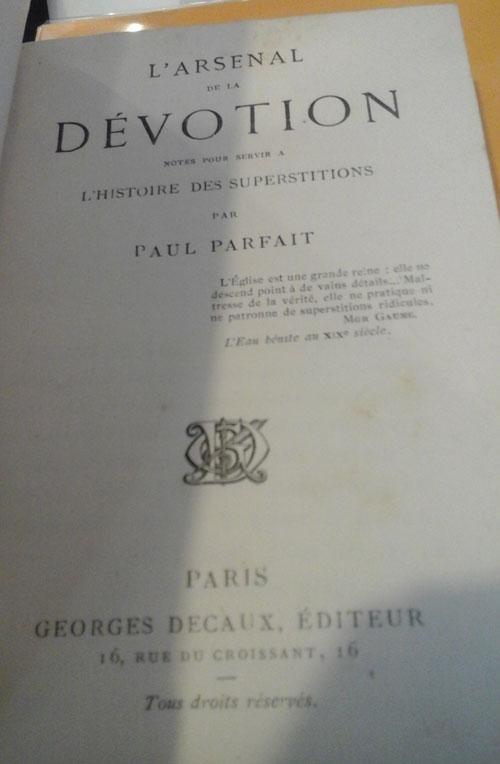 L'ARSENAL
DE LA
DÉVOTION
NOTES POUR SERVIR A
L'HISTOIRE DES SUPERSTITIONS
PAR
PAUL PARFAIT
L'Église est une grande reine : elle ne
descend point à de vains détails... Maî-
tresse de la vérité, elle ne pratique ni
ne patronne de superstitions ridicules.
MGR GAUME.
L'Eau bénite au XIXe siècle.
PARIS
GEORGES DECAUX, ÉDITEUR
16, RUE DU CROISSANT, 16
Tous droits réservés.